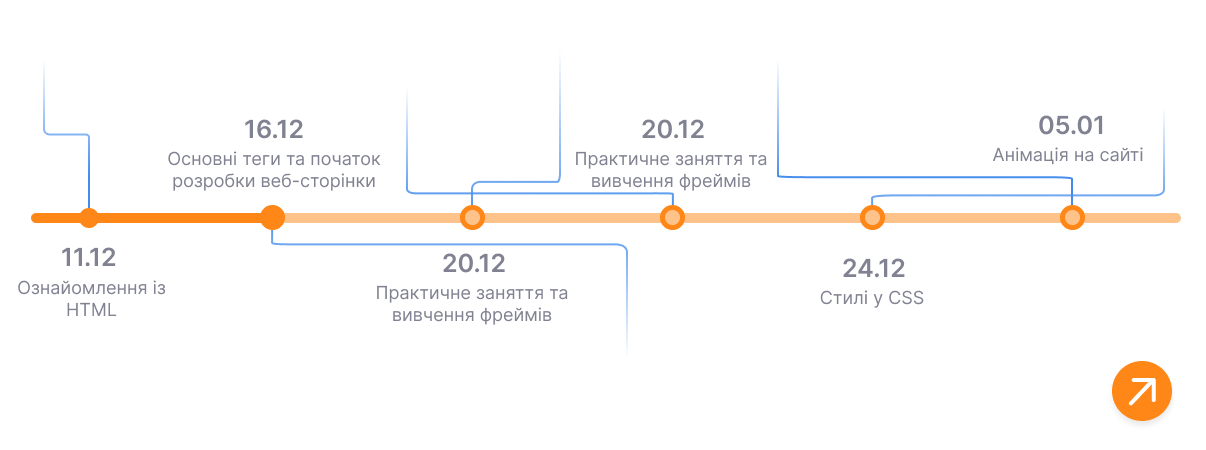 11.12
Ознайомлення із
HTML
16.12
Основні теги та початок
розробки веб-сторінки
20.12
Практичне заняття та
вивчення фреймів
20.12
Практичне заняття та
вивчення фреймів
24.12
Стилі у CSS
05.01
Анімація на сайті